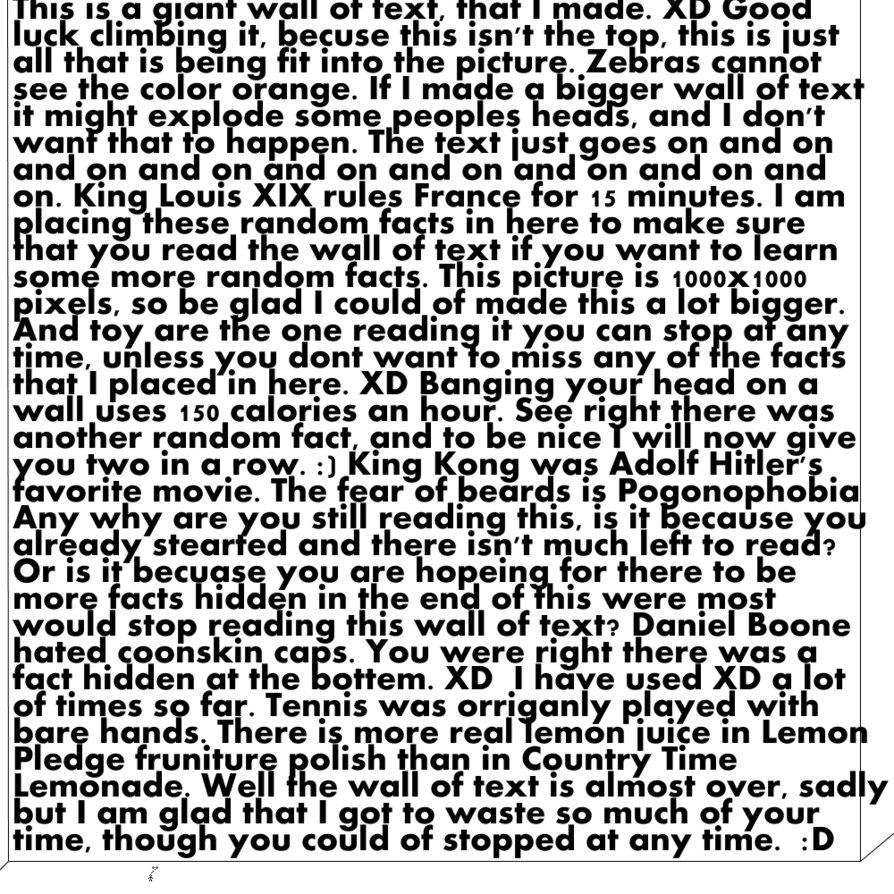 This is a giant wall of text, that I made. XD Good
luck climbing it, becuse this isn't the top, this is just
all that is being fit into the picture. Zebras cannot
see the color orange. If I made a bigger wall of text
it might explode some peoples heads, and I don't
want that to happen. The text just goes on and on
and on and on and on and on and on and on and
on. King Louis XIX rules France for 15 minutes. I am
placing these random facts in here to make sure
that you read the wall of text if you want to learn
some more random facts. This picture is 1000x1000
pixels, so be glad I could of made this a lot bigger.
And toy are the one reading it you can stop at any
time, unless you dont want to miss any of the facts
that I placed in here. XD Banging your head on a
wall uses 150 calories an hour. See right there was
another random fact, and to be nice I will now give
you two in a row. :) King Kong was Adolf Hitler's
favorite movie. The fear of beards is Pogonophobia
Any why are you still reading this, is it because you
already stearted and there isn't much left to read?
Or is it becuase you are hopeing for there to be
more facts hidden in the end of this were most
would stop reading this wall of text? Daniel Boone
hated coonskin caps. You were right there was a
fact hidden at the bottem. XD  I have used XD a lot
of times so far. Tennis was orriganly played with
bare hands. There is more real lemon juice in Lemon
Pledge fruniture polish than in Country Time
Lemonade. Well the wall of text is almost over, sadly
but I am glad that I got to waste so much of your
time, though you could of stopped at any time.  :D